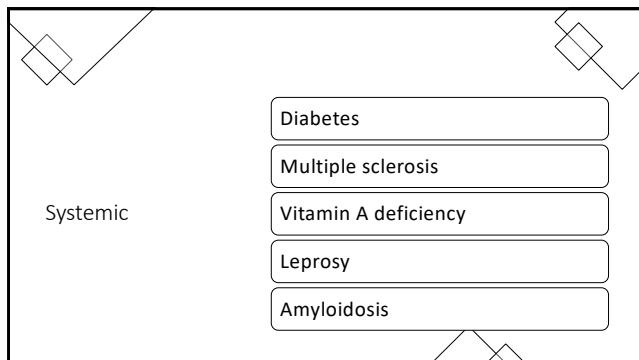 Systemic
Diabetes
Multiple sclerosis
Vitamin A deficiency
Leprosy
Amyloidosis